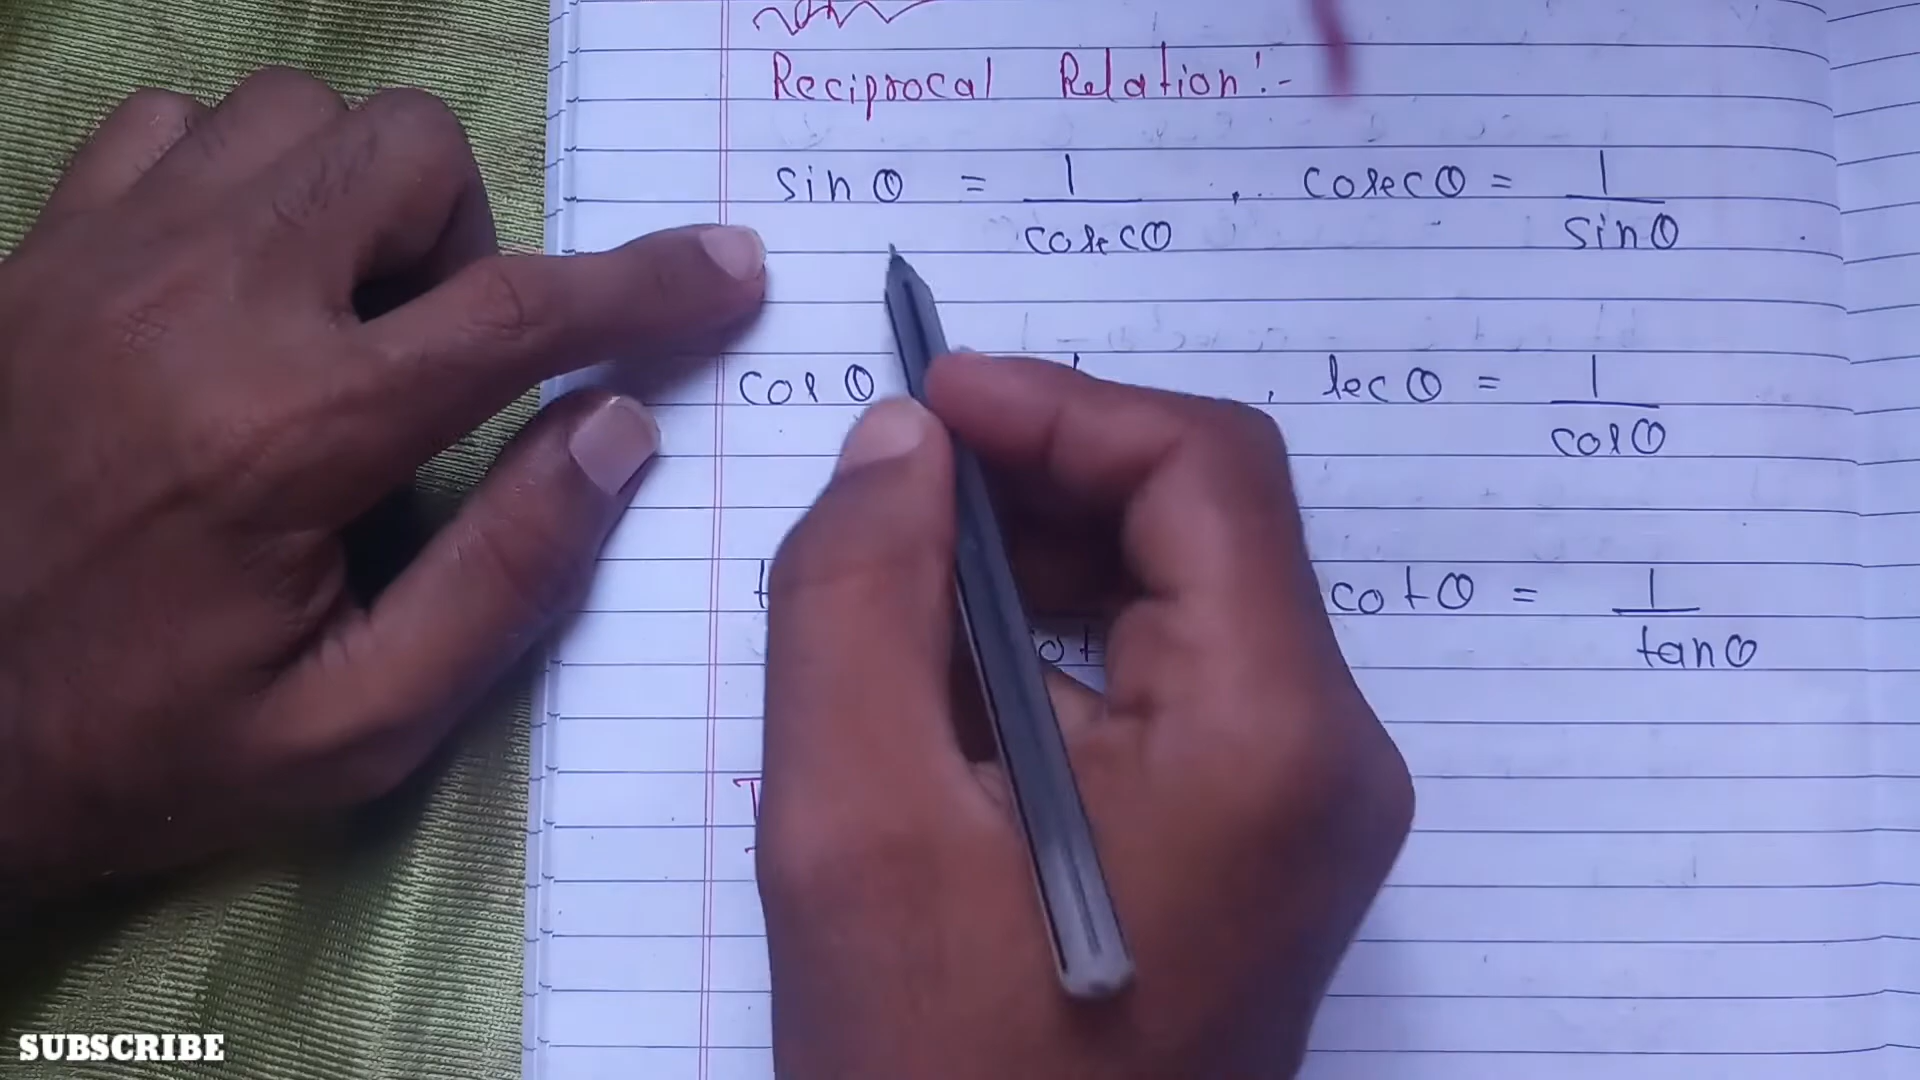 Reciprocal Relation :-
sin θ = 1/cosec θ , cosec θ = 1/sin θ
cos θ , sec θ = 1/cos θ
cot θ = 1/tan θ
SUBSCRIBE